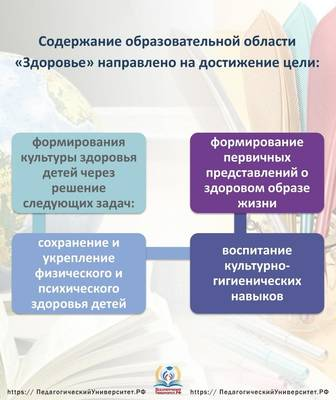 Содержание образовательной области
«Здоровье» направлено на достижение цели:
формирования
культуры здоровья
детей через
решение
следующих задач:
формирование
первичных
представлений о
здоровом образе
жизни
сохранение и
укрепление
физического и
психического
здоровья детей
воспитание
культурно-
гигиенических
навыков
https:// ПедагогическийУниверситет.РФ
https:// ПедагогическийУниверситет.РФ